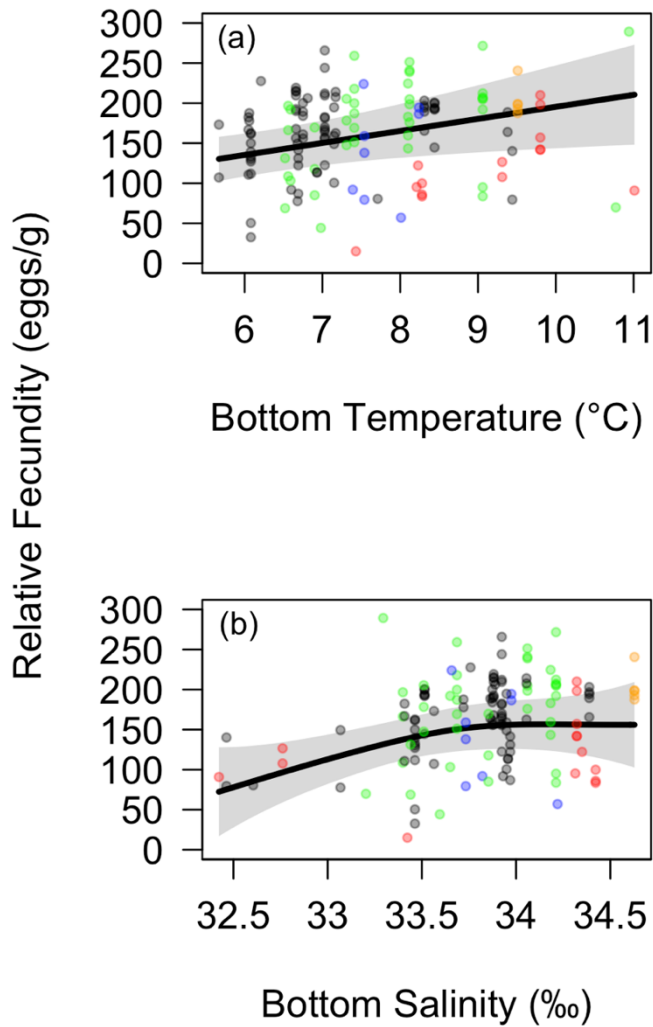 Relative Fecundity (eggs/g)
(a)
300
250
200
150
100
50
0
6 7 8 9 10 11
Bottom Temperature (°C)
(b)
300
250
200
150
100
50
0
32.5 33 33.5 34 34.5
Bottom Salinity (‰)